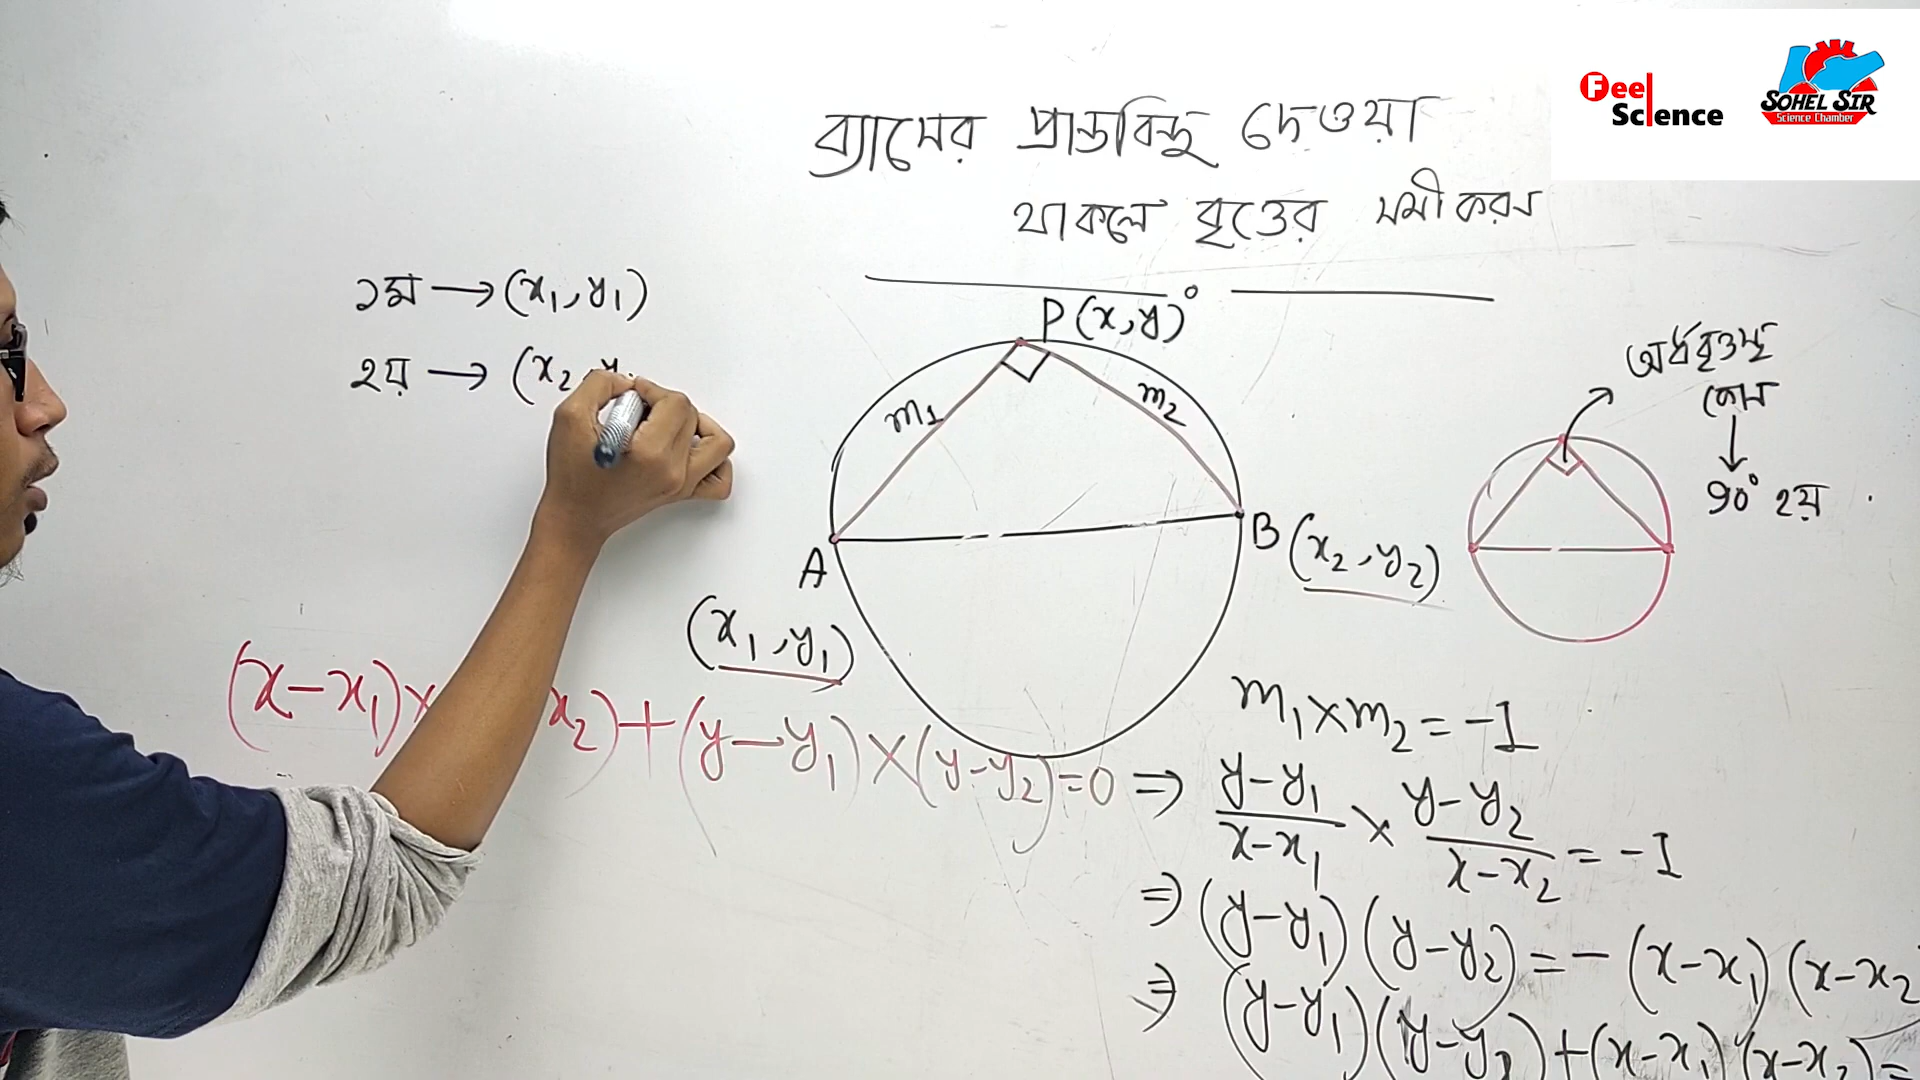 Feel Science
SOHEL SIR
Science Chamber
ব্যাসের প্রান্তবিন্দু দেওয়া
থাকলে বৃত্তের সমীকরণ
১ম → (x₁, y₁)
২য় → (x₂, y
P(x, y)
m₁
m₂
A
(x₁, y₁)
B (x₂, y₂)
অর্ধবৃত্তস্থ
কোণ
↓
90° হয়
(x-x₁)× x₂)+(y-y₁)×(y-y₂)=0
m₁×m₂=-1
⇒ y-y₁/x-x₁ × y-y₂/x-x₂ = -1
⇒ (y-y₁)(y-y₂)=-(x-x₁)(x-x₂
⇒ (y-y₁)(y-y₂)+(x-x₁)(x-x₂)=